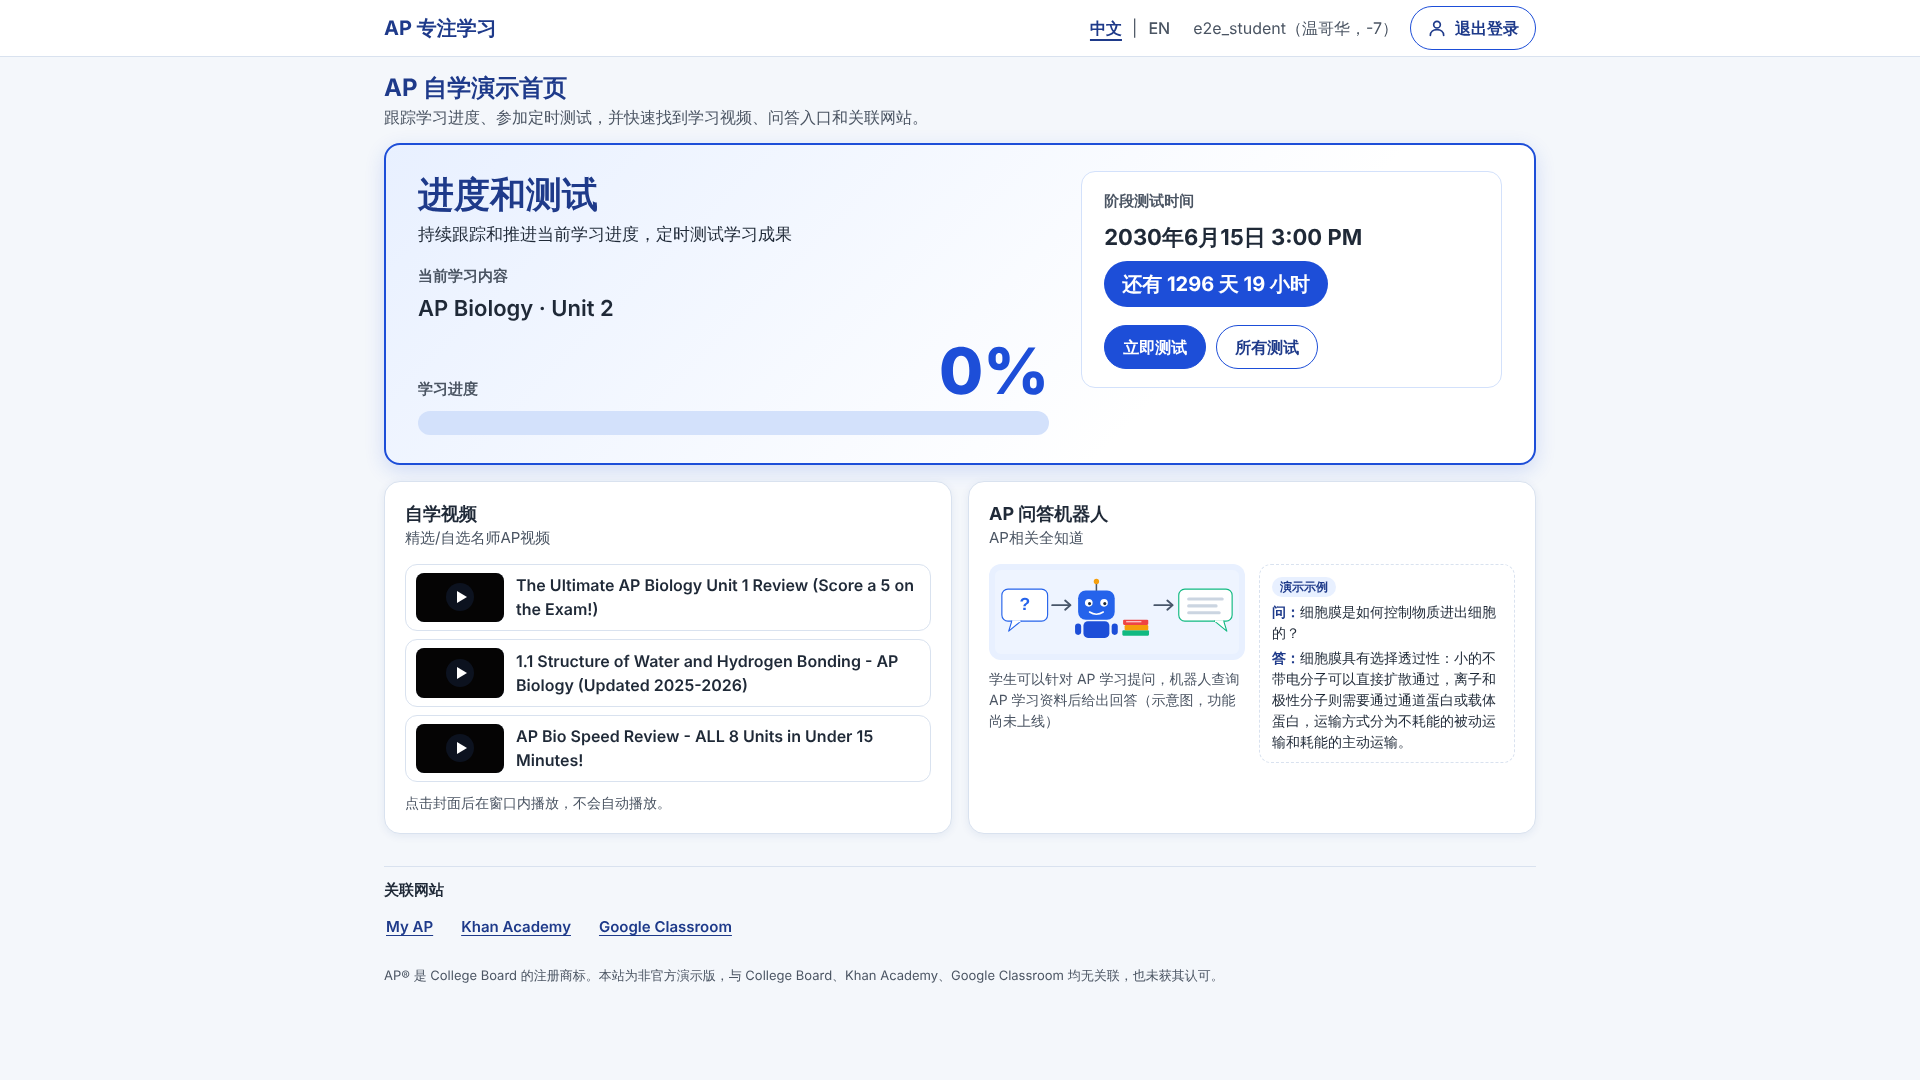 AP 专注学习
中文 | EN e2e_student（温哥华，-7） 退出登录
AP 自学演示首页
跟踪学习进度、参加定时测试，并快速找到学习视频、问答入口和关联网站。
进度和测试
持续跟踪和推进当前学习进度，定时测试学习成果
当前学习内容
AP Biology · Unit 2
学习进度
0%
阶段测试时间
2030年6月15日 3:00 PM
还有 1296 天 19 小时
立即测试 所有测试
自学视频
精选/自选名师AP视频
The Ultimate AP Biology Unit 1 Review (Score a 5 on
the Exam!)
1.1 Structure of Water and Hydrogen Bonding - AP
Biology (Updated 2025-2026)
AP Bio Speed Review - ALL 8 Units in Under 15
Minutes!
点击封面后在窗口内播放，不会自动播放。
AP 问答机器人
AP相关全知道
?
学生可以针对 AP 学习提问，机器人查询
AP 学习资料后给出回答（示意图，功能
尚未上线）
演示示例
问：细胞膜是如何控制物质进出细胞
的？
答：细胞膜具有选择透过性：小的不
带电分子可以直接扩散通过，离子和
极性分子则需要通过通道蛋白或载体
蛋白，运输方式分为不耗能的被动运
输和耗能的主动运输。
关联网站
My AP Khan Academy Google Classroom
AP® 是 College Board 的注册商标。本站为非官方演示版，与 College Board、Khan Academy、Google Classroom 均无关联，也未获其认可。